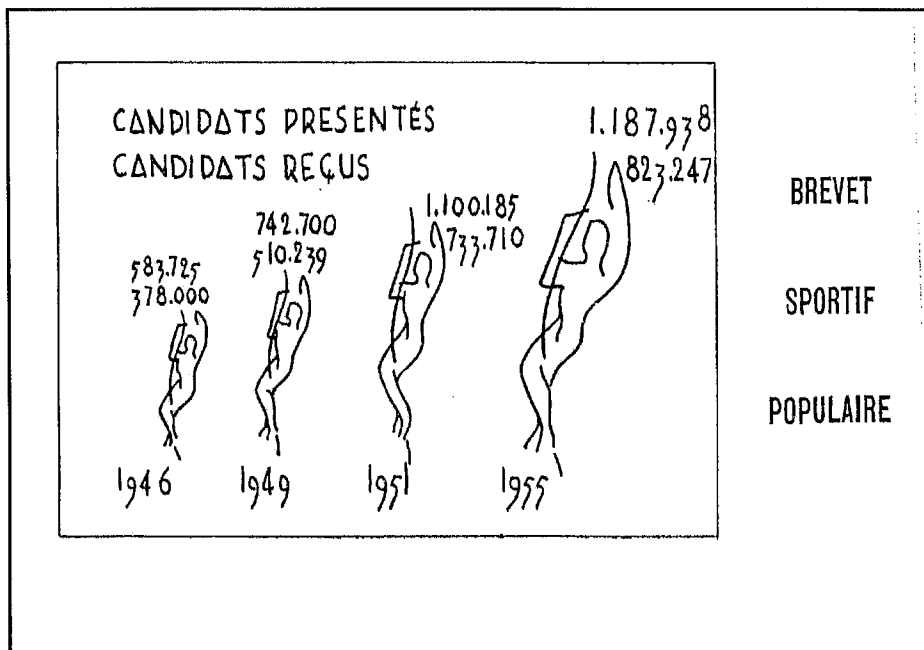 CANDIDATS PRESENTÉS
CANDIDATS REÇUS
583.725
378.000
1946
742.700
510.239
1949
1.100.185
733.710
1951
1.187.938
823.247
1955
BREVET
SPORTIF
POPULAIRE